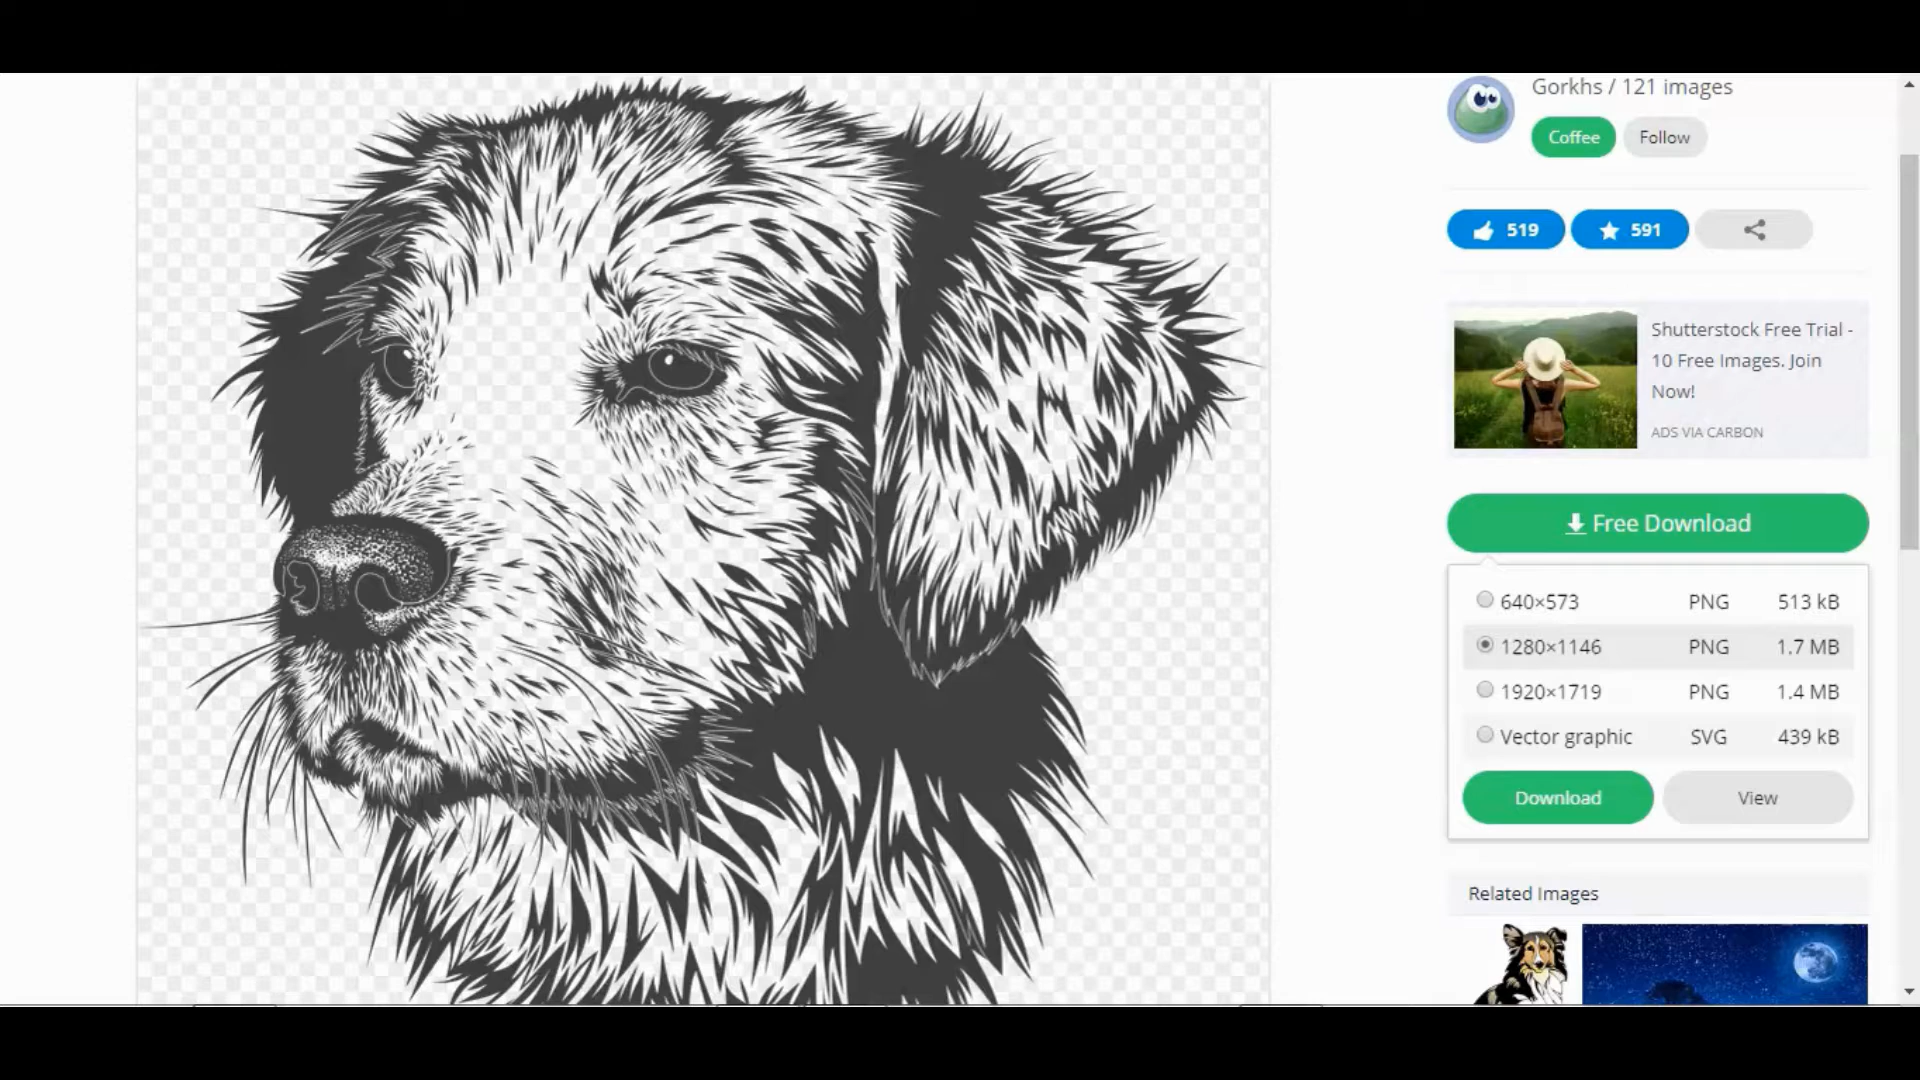 Gorkhs / 121 images
Coffee
Follow
519
591
Shutterstock Free Trial -
10 Free Images. Join
Now!
ADS VIA CARBON
Free Download
640×573 PNG 513 kB
1280×1146 PNG 1.7 MB
1920×1719 PNG 1.4 MB
Vector graphic SVG 439 kB
Download
View
Related Images